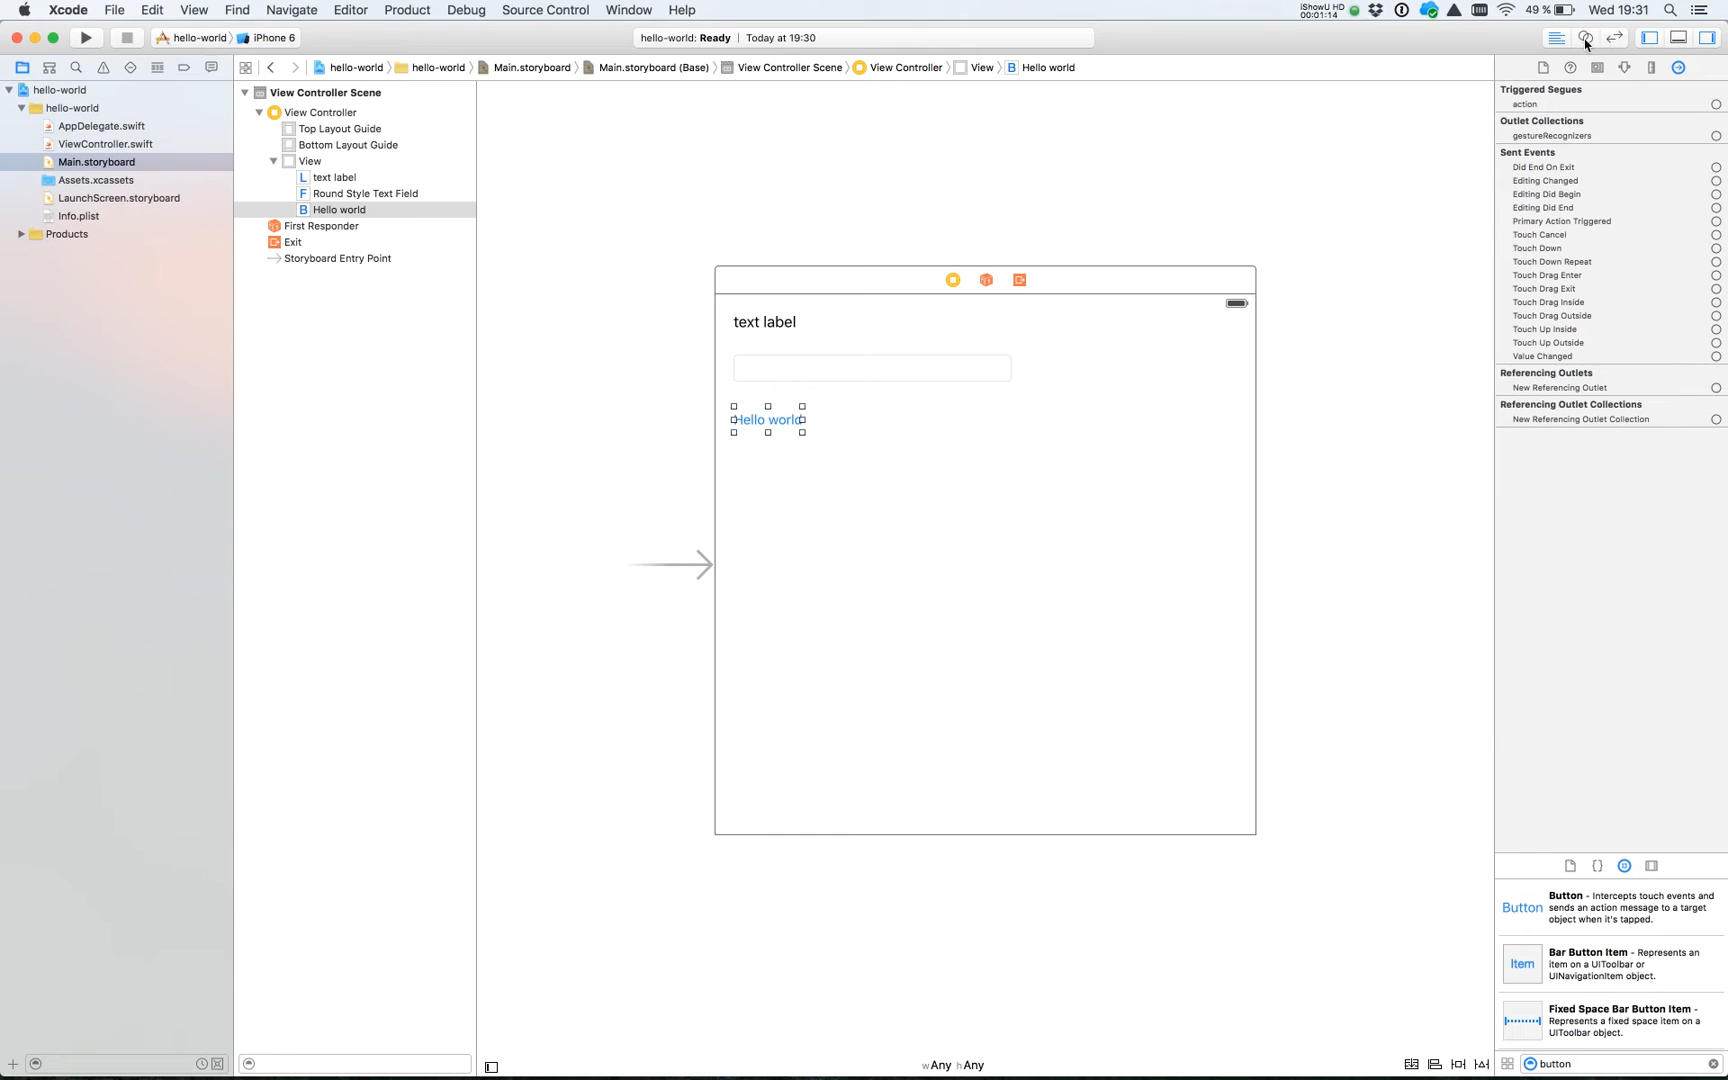 Xcode File Edit View Find Navigate Editor Product Debug Source Control Window Help
iShowU HD
00:01:14
49 % Wed 19:31
hello-world iPhone 6
hello-world: Ready Today at 19:30
hello-world hello-world Main.storyboard Main.storyboard (Base) View Controller Scene View Controller View B Hello world
hello-world
hello-world
AppDelegate.swift
ViewController.swift
Main.storyboard
Assets.xcassets
LaunchScreen.storyboard
Info.plist
Products
View Controller Scene
View Controller
Top Layout Guide
Bottom Layout Guide
View
L text label
F Round Style Text Field
B Hello world
First Responder
Exit
Storyboard Entry Point
text label
Hello world
wAny hAny
Triggered Segues
action
Outlet Collections
gestureRecognizers
Sent Events
Did End On Exit
Editing Changed
Editing Did Begin
Editing Did End
Primary Action Triggered
Touch Cancel
Touch Down
Touch Down Repeat
Touch Drag Enter
Touch Drag Exit
Touch Drag Inside
Touch Drag Outside
Touch Up Inside
Touch Up Outside
Value Changed
Referencing Outlets
New Referencing Outlet
Referencing Outlet Collections
New Referencing Outlet Collection
Button
Button - Intercepts touch events and
sends an action message to a target
object when it's tapped.
Item
Bar Button Item - Represents an
item on a UIToolbar or
UINavigationItem object.
Fixed Space Bar Button Item -
Represents a fixed space item on a
UIToolbar object.
button